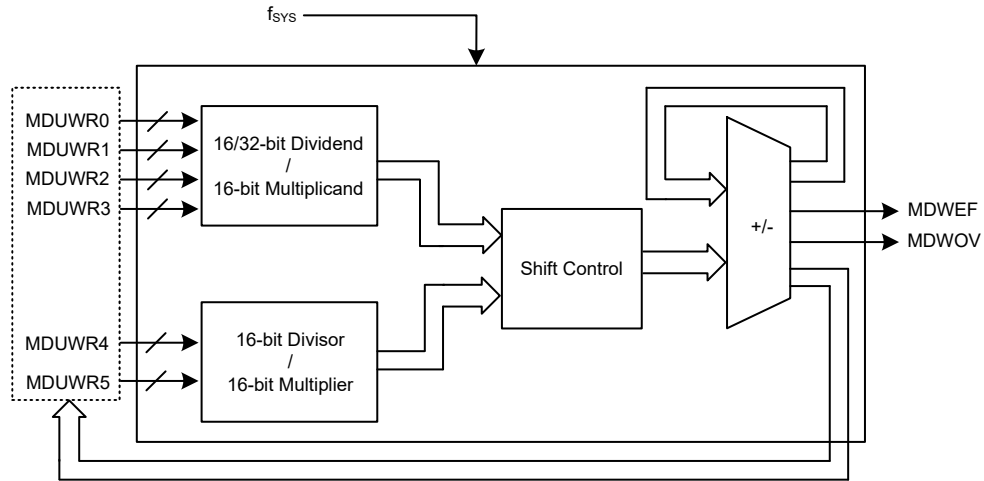 fSYS
MDUWR0
MDUWR1
MDUWR2
MDUWR3
MDUWR4
MDUWR5
16/32-bit Dividend
/
16-bit Multiplicand
16-bit Divisor
/
16-bit Multiplier
Shift Control
+/-
MDWEF
MDWOV